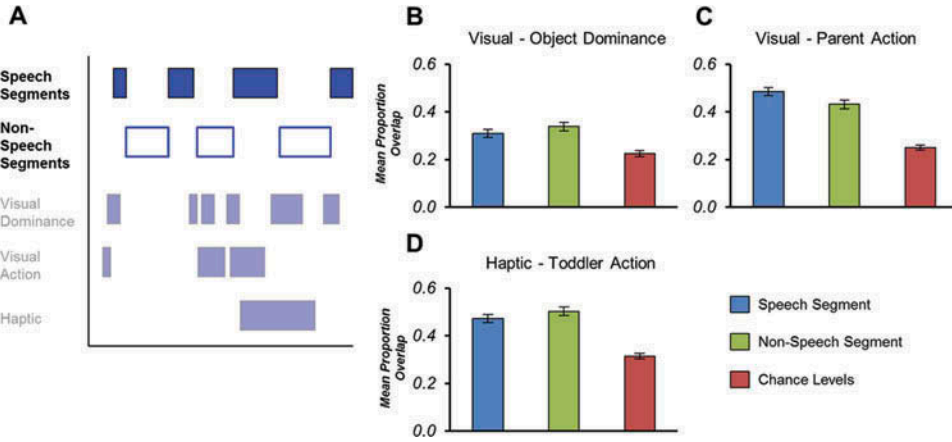 A
Speech
Segments
Non-
Speech
Segments
Visual
Dominance
Visual
Action
Haptic
B
Visual - Object Dominance
Mean Proportion
Overlap
0.6
0.4
0.2
0.0
C
Visual - Parent Action
0.6
0.4
0.2
0.0
D
Haptic - Toddler Action
Mean Proportion
Overlap
0.6
0.4
0.2
0.0
Speech Segment
Non-Speech Segment
Chance Levels